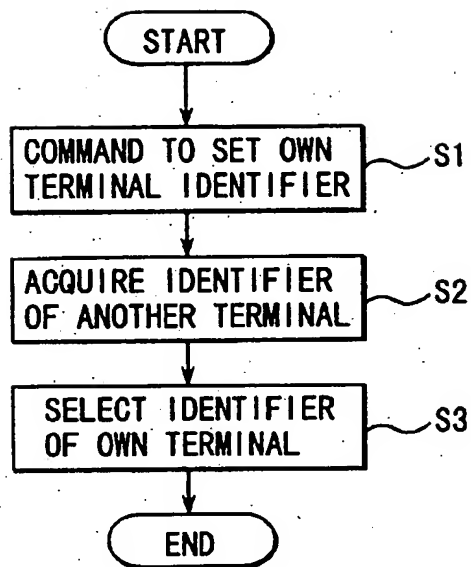 START
COMMAND TO SET OWN
TERMINAL IDENTIFIER
S1
ACQUIRE IDENTIFIER
OF ANOTHER TERMINAL
S2
SELECT IDENTIFIER
OF OWN TERMINAL
S3
END